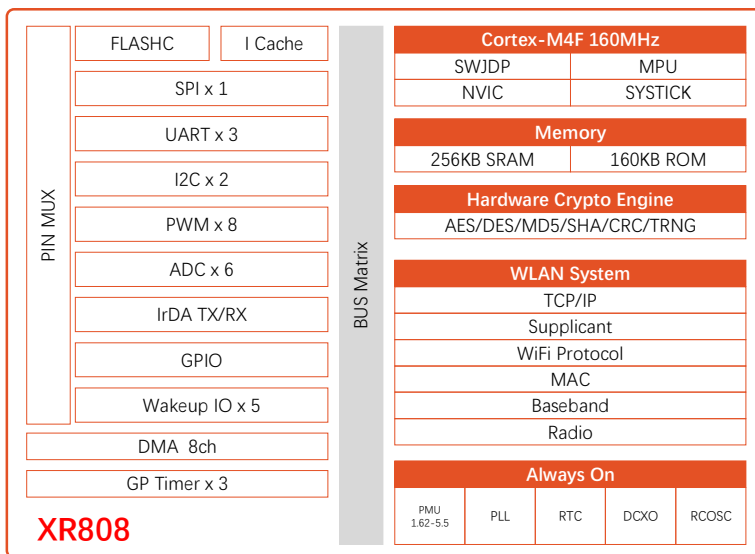 FLASHC
I Cache
SPI x 1
UART x 3
I2C x 2
PWM x 8
ADC x 6
IrDA TX/RX
GPIO
Wakeup IO x 5
PIN MUX
DMA 8ch
GP Timer x 3
XR808
BUS Matrix
Cortex-M4F 160MHz
SWJDP
MPU
NVIC
SYSTICK
Memory
256KB SRAM
160KB ROM
Hardware Crypto Engine
AES/DES/MD5/SHA/CRC/TRNG
WLAN System
TCP/IP
Supplicant
WiFi Protocol
MAC
Baseband
Radio
Always On
PMU
1.62-5.5
PLL
RTC
DCXO
RCOSC